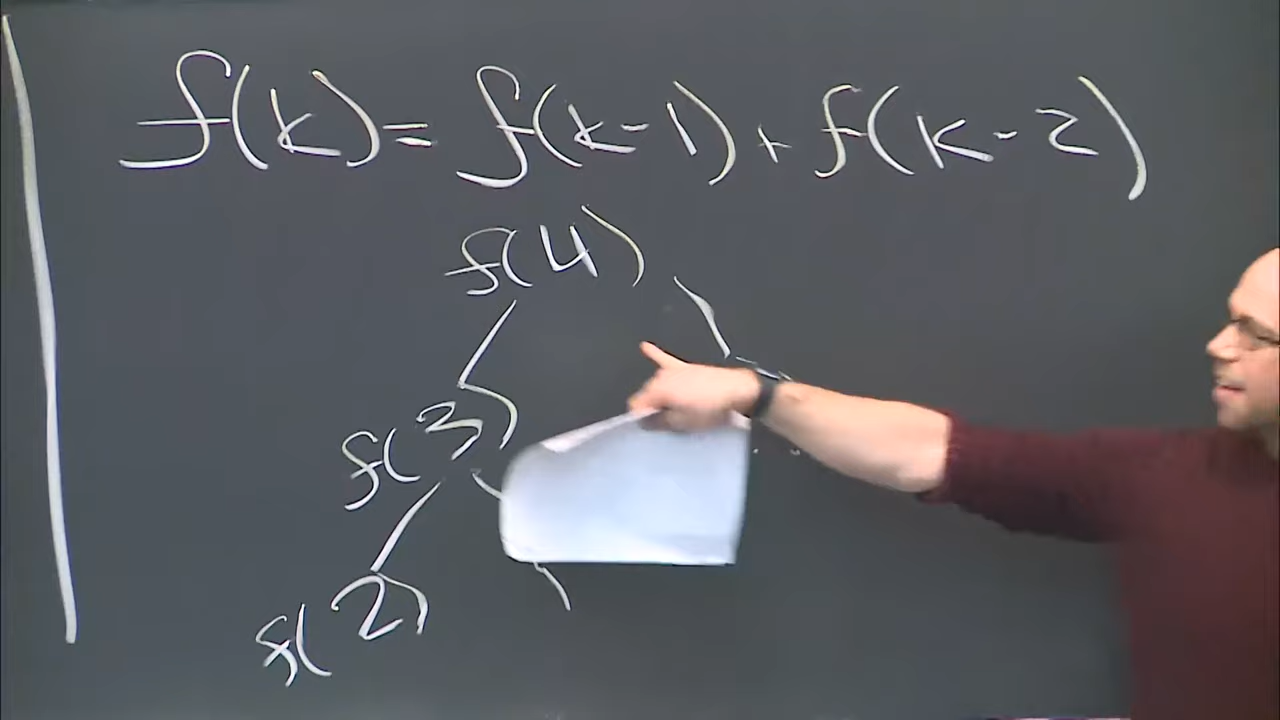 f(k) = f(k-1) + f(k-2)
f(4)
f(3)
f(2)